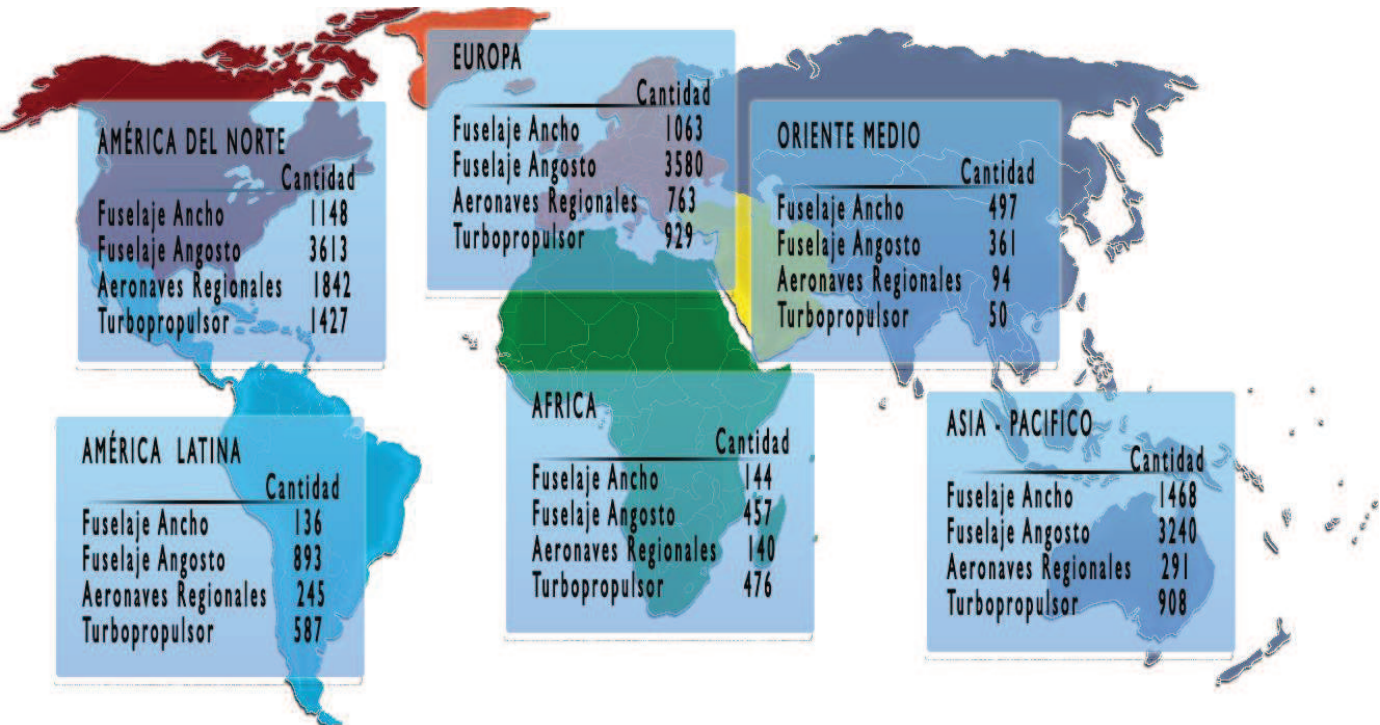 EUROPA
Cantidad
Fuselaje Ancho 1063
Fuselaje Angosto 3580
Aeronaves Regionales 763
Turbopropulsor 929
AMÉRICA DEL NORTE
Cantidad
Fuselaje Ancho 1148
Fuselaje Angosto 3613
Aeronaves Regionales 1842
Turbopropulsor 1427
ORIENTE MEDIO
Cantidad
Fuselaje Ancho 497
Fuselaje Angosto 361
Aeronaves Regionales 94
Turbopropulsor 50
AMÉRICA LATINA
Cantidad
Fuselaje Ancho 136
Fuselaje Angosto 893
Aeronaves Regionales 245
Turbopropulsor 587
AFRICA
Cantidad
Fuselaje Ancho 144
Fuselaje Angosto 457
Aeronaves Regionales 140
Turbopropulsor 476
ASIA - PACIFICO
Cantidad
Fuselaje Ancho 1468
Fuselaje Angosto 3240
Aeronaves Regionales 291
Turbopropulsor 908